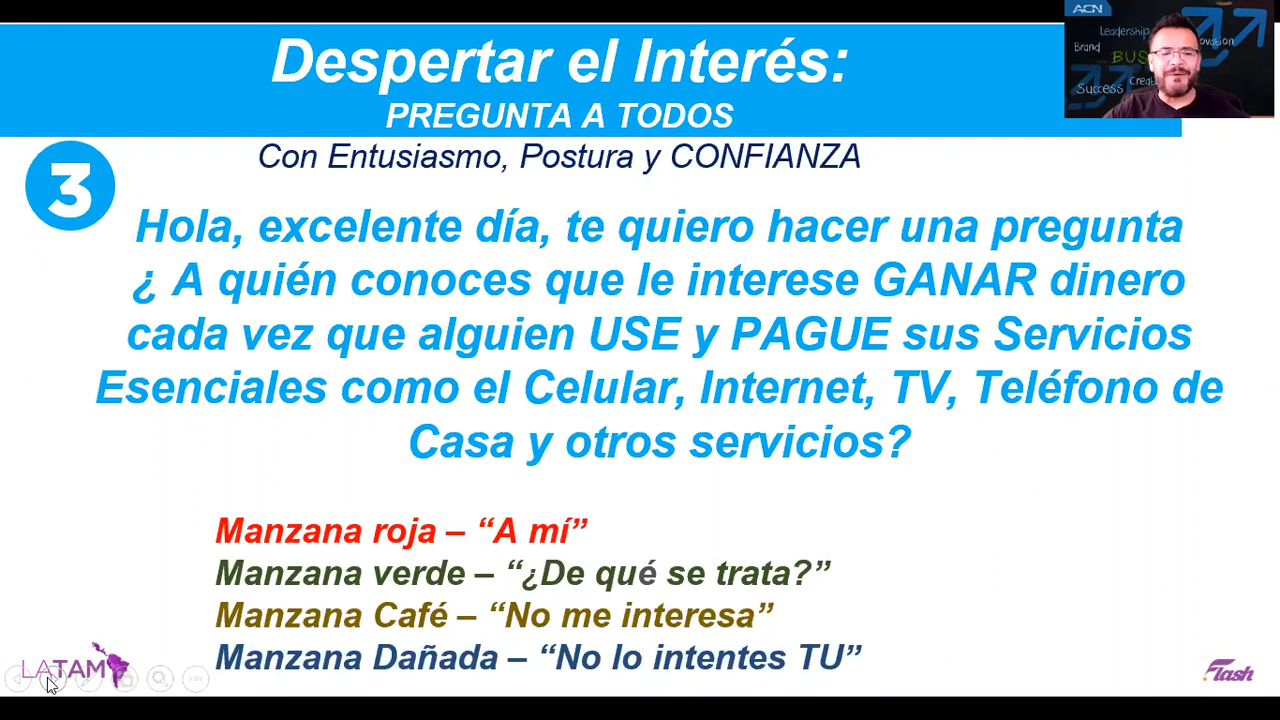 Despertar el Interés:
PREGUNTA A TODOS
Con Entusiasmo, Postura y CONFIANZA
3
Hola, excelente día, te quiero hacer una pregunta
¿ A quién conoces que le interese GANAR dinero
cada vez que alguien USE y PAGUE sus Servicios
Esenciales como el Celular, Internet, TV, Teléfono de
Casa y otros servicios?
Manzana roja – “A mí”
Manzana verde – “¿De qué se trata?”
Manzana Café – “No me interesa”
Manzana Dañada – “No lo intentes TU”
LATAM
Flash
ACN
Leadership
Brand
BUS
Success